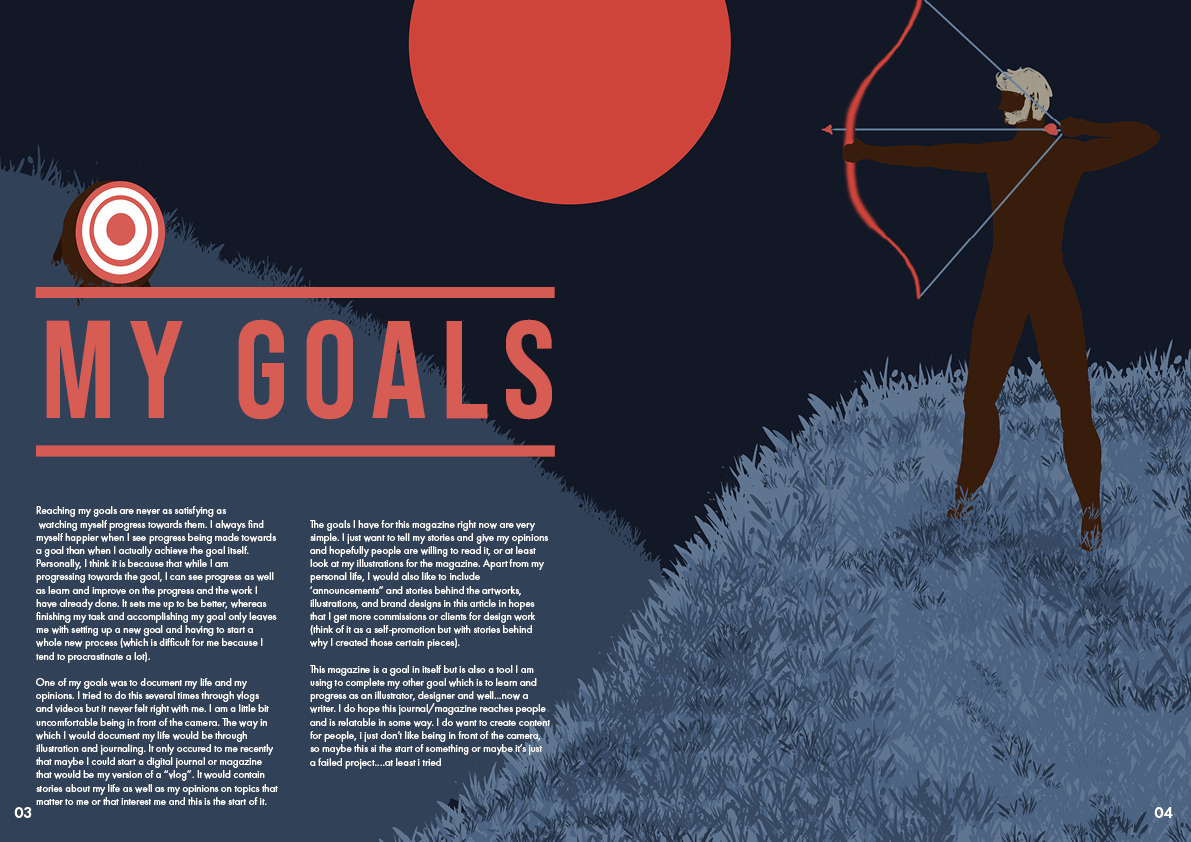 MY GOALS
Reaching my goals are never as satisfying as
watching myself progress towards them. I always find
myself happier when I see progress being made towards
a goal than when I actually achieve the goal itself.
Personally, I think it is because that while I am
progressing towards the goal, I can see progress as well
as learn and improve on the progress and the work I
have already done. It sets me up to be better, whereas
finishing my task and accomplishing my goal only leaves
me with setting up a new goal and having to start a
whole new process (which is difficult for me because I
tend to procrastinate a lot).
One of my goals was to document my life and my
opinions. I tried to do this several times through vlogs
and videos but it never felt right with me. I am a little bit
uncomfortable being in front of the camera. The way in
which I would document my life would be through
illustration and journaling. It only occured to me recently
that maybe I could start a digital journal or magazine
that would be my version of a “vlog”. It would contain
stories about my life as well as my opinions on topics that
matter to me or that interest me and this is the start of it.
The goals I have for this magazine right now are very
simple. I just want to tell my stories and give my opinions
and hopefully people are willing to read it, or at least
look at my illustrations for the magazine. Apart from my
personal life, I would also like to include
‘announcements” and stories behind the artworks,
illustrations, and brand designs in this article in hopes
that I get more commissions or clients for design work
(think of it as a self-promotion but with stories behind
why I created those certain pieces).
This magazine is a goal in itself but is also a tool I am
using to complete my other goal which is to learn and
progress as an illustrator, designer and well...now a
writer. I do hope this journal/magazine reaches people
and is relatable in some way. I do want to create content
for people, i just don’t like being in front of the camera,
so maybe this si the start of something or maybe it’s just
a failed project....at least i tried
03
04